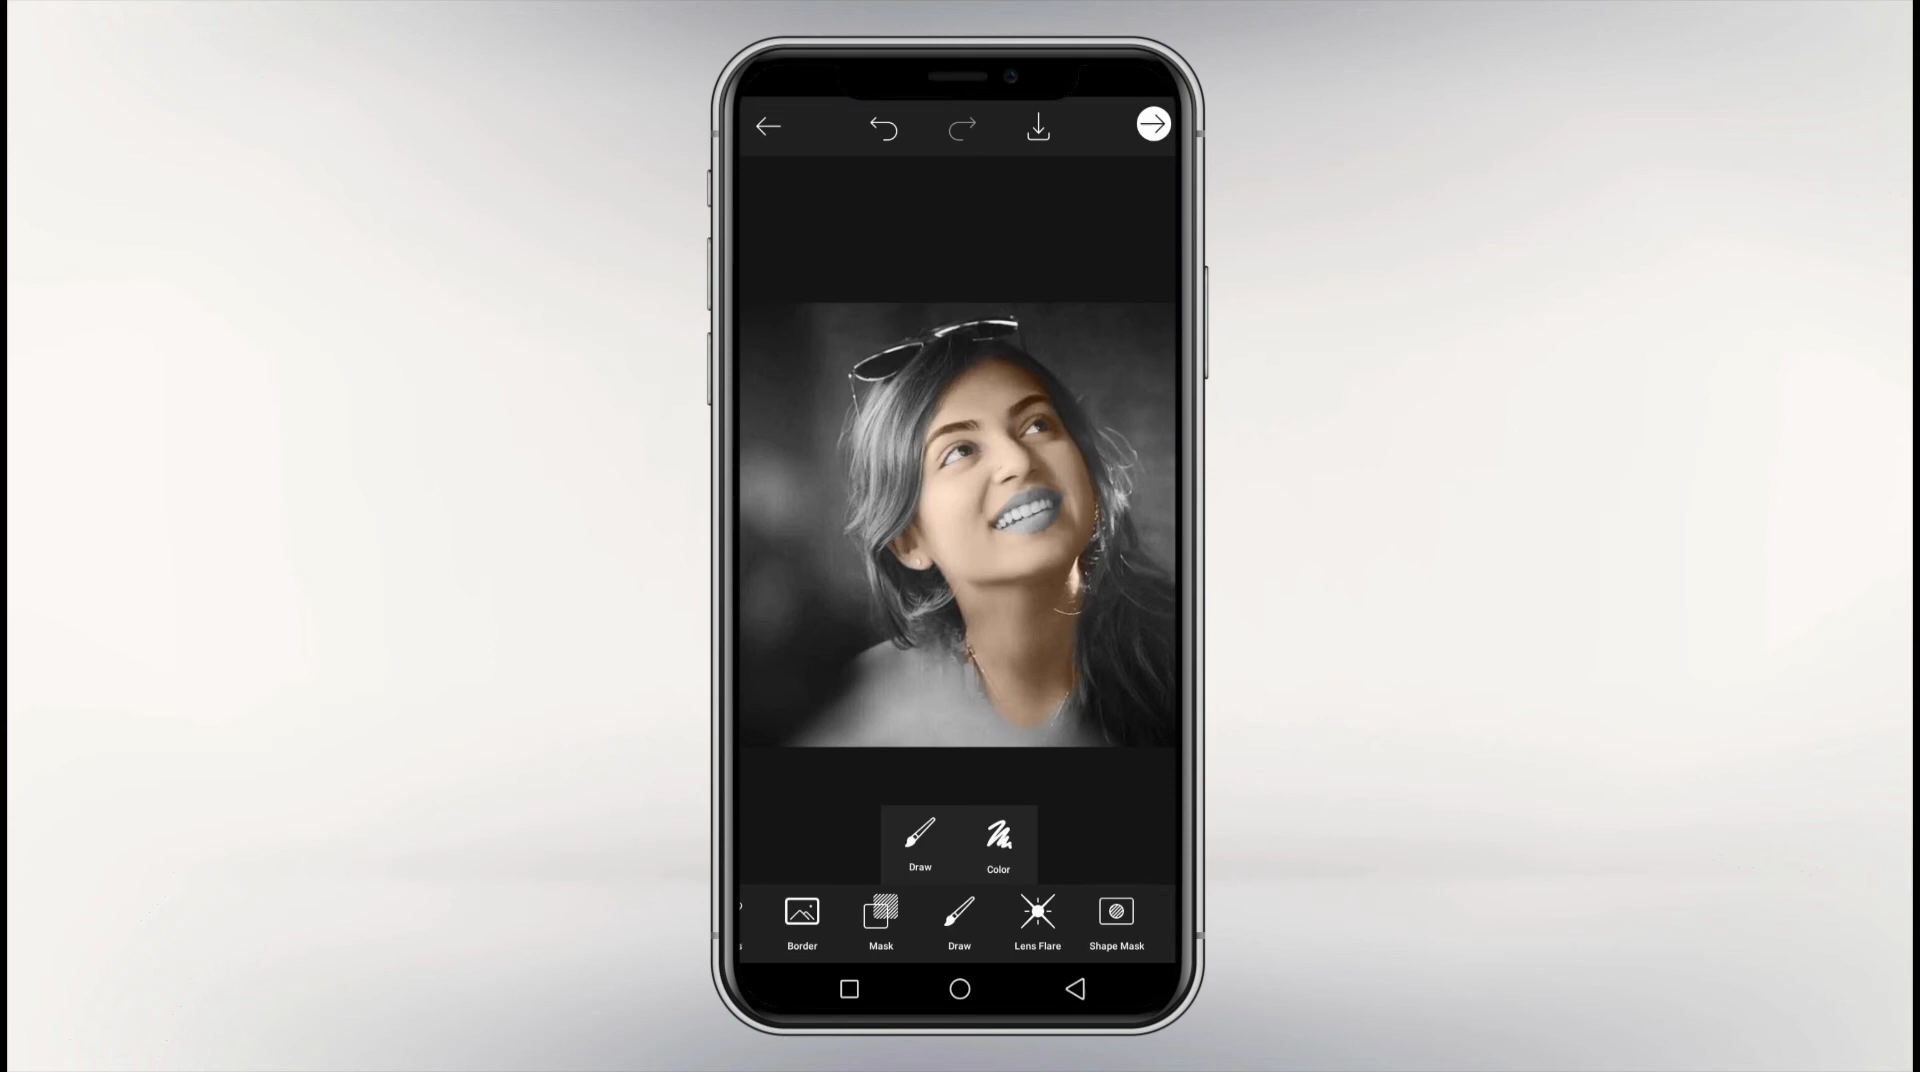 Draw
Color
s
Border
Mask
Draw
Lens Flare
Shape Mask